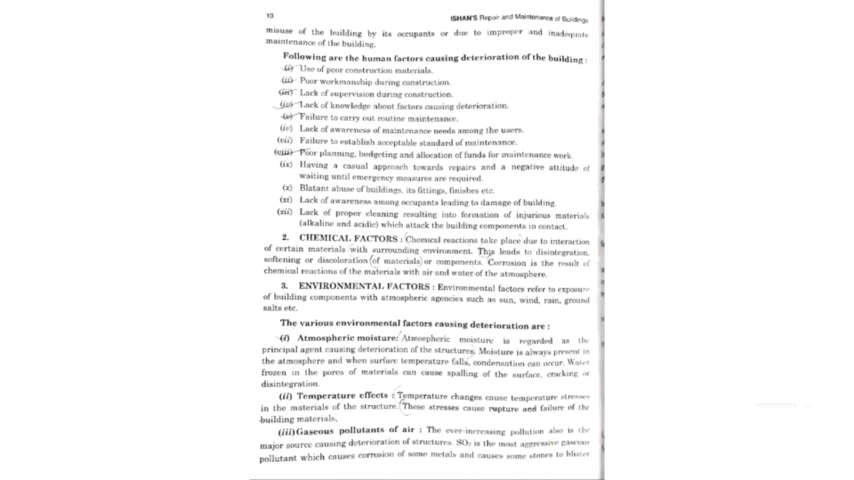 10
ISHAN'S Repair and Maintenance of Buildings
misuse of the building by its occupants or due to improper and inadequate
maintenance of the building.
Following are the human factors causing deterioration of the building :
(i) Use of poor construction materials.
(ii) Poor workmanship during construction.
(iii) Lack of supervision during construction.
(iv) Lack of knowledge about factors causing deterioration.
(v) Failure to carry out routine maintenance.
(iv) Lack of awareness of maintenance needs among the users.
(vii) Failure to establish acceptable standard of maintenance.
(viii) Poor planning, budgeting and allocation of funds for maintenance work.
(ix) Having a casual approach towards repairs and a negative attitude of
waiting until emergency measures are required.
(x) Blatant abuse of buildings, its fittings, finishes etc.
(xi) Lack of awareness among occupants leading to damage of building.
(xii) Lack of proper cleaning resulting into formation of injurious materials
(alkaline and acidic) which attack the building components in contact.
2. CHEMICAL FACTORS : Chemical reactions take place due to interaction
of certain materials with surrounding environment. This leads to disintegration,
softening or discoloration (of materials) or components. Corrosion is the result of
chemical reactions of the materials with air and water of the atmosphere.
3. ENVIRONMENTAL FACTORS : Environmental factors refer to exposure
of building components with atmospheric agencies such as sun, wind, rain, ground
salts etc.
The various environmental factors causing deterioration are :
(i) Atmospheric moisture: Atmospheric moisture is regarded as the
principal agent causing deterioration of the structures. Moisture is always present in
the atmosphere and when surface temperature falls, condensation can occur. Water
frozen in the pores of materials can cause spalling of the surface, cracking or
disintegration.
(ii) Temperature effects : Temperature changes cause temperature stresses
in the materials of the structure. These stresses cause rupture and failure of the
building materials.
(iii) Gaseous pollutants of air : The ever-increasing pollution also is the
major source causing deterioration of structures. SO₂ is the most aggressive gaseous
pollutant which causes corrosion of some metals and causes some stones to blister